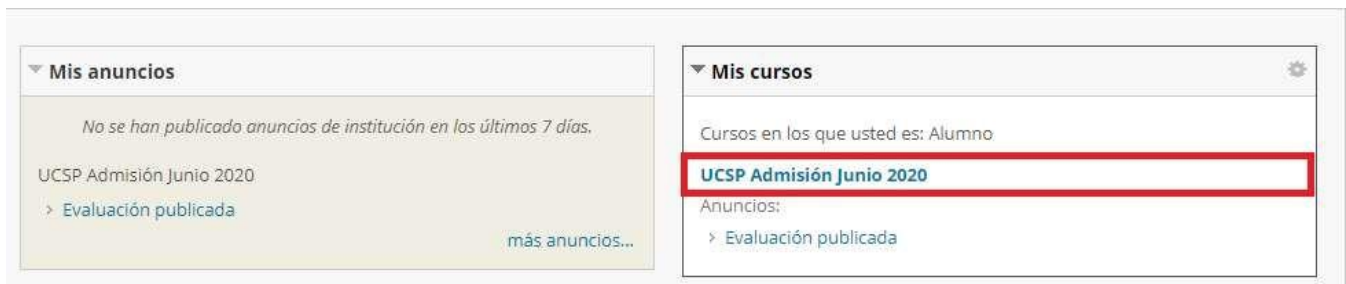 Mis anuncios
No se han publicado anuncios de institución en los últimos 7 días.
UCSP Admisión Junio 2020
> Evaluación publicada
más anuncios...
Mis cursos
Cursos en los que usted es: Alumno
UCSP Admisión Junio 2020
Anuncios:
> Evaluación publicada